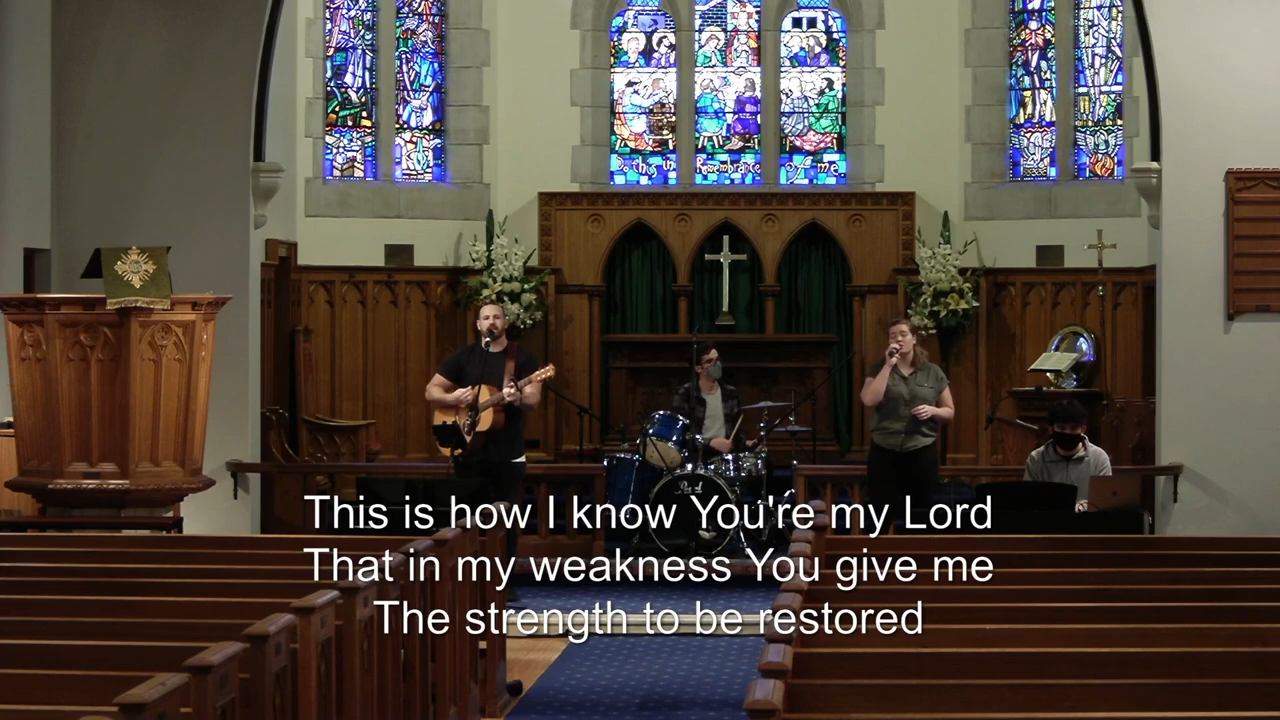 Do this in Remembrance of me
This is how I know You're my Lord
That in my weakness You give me
The strength to be restored